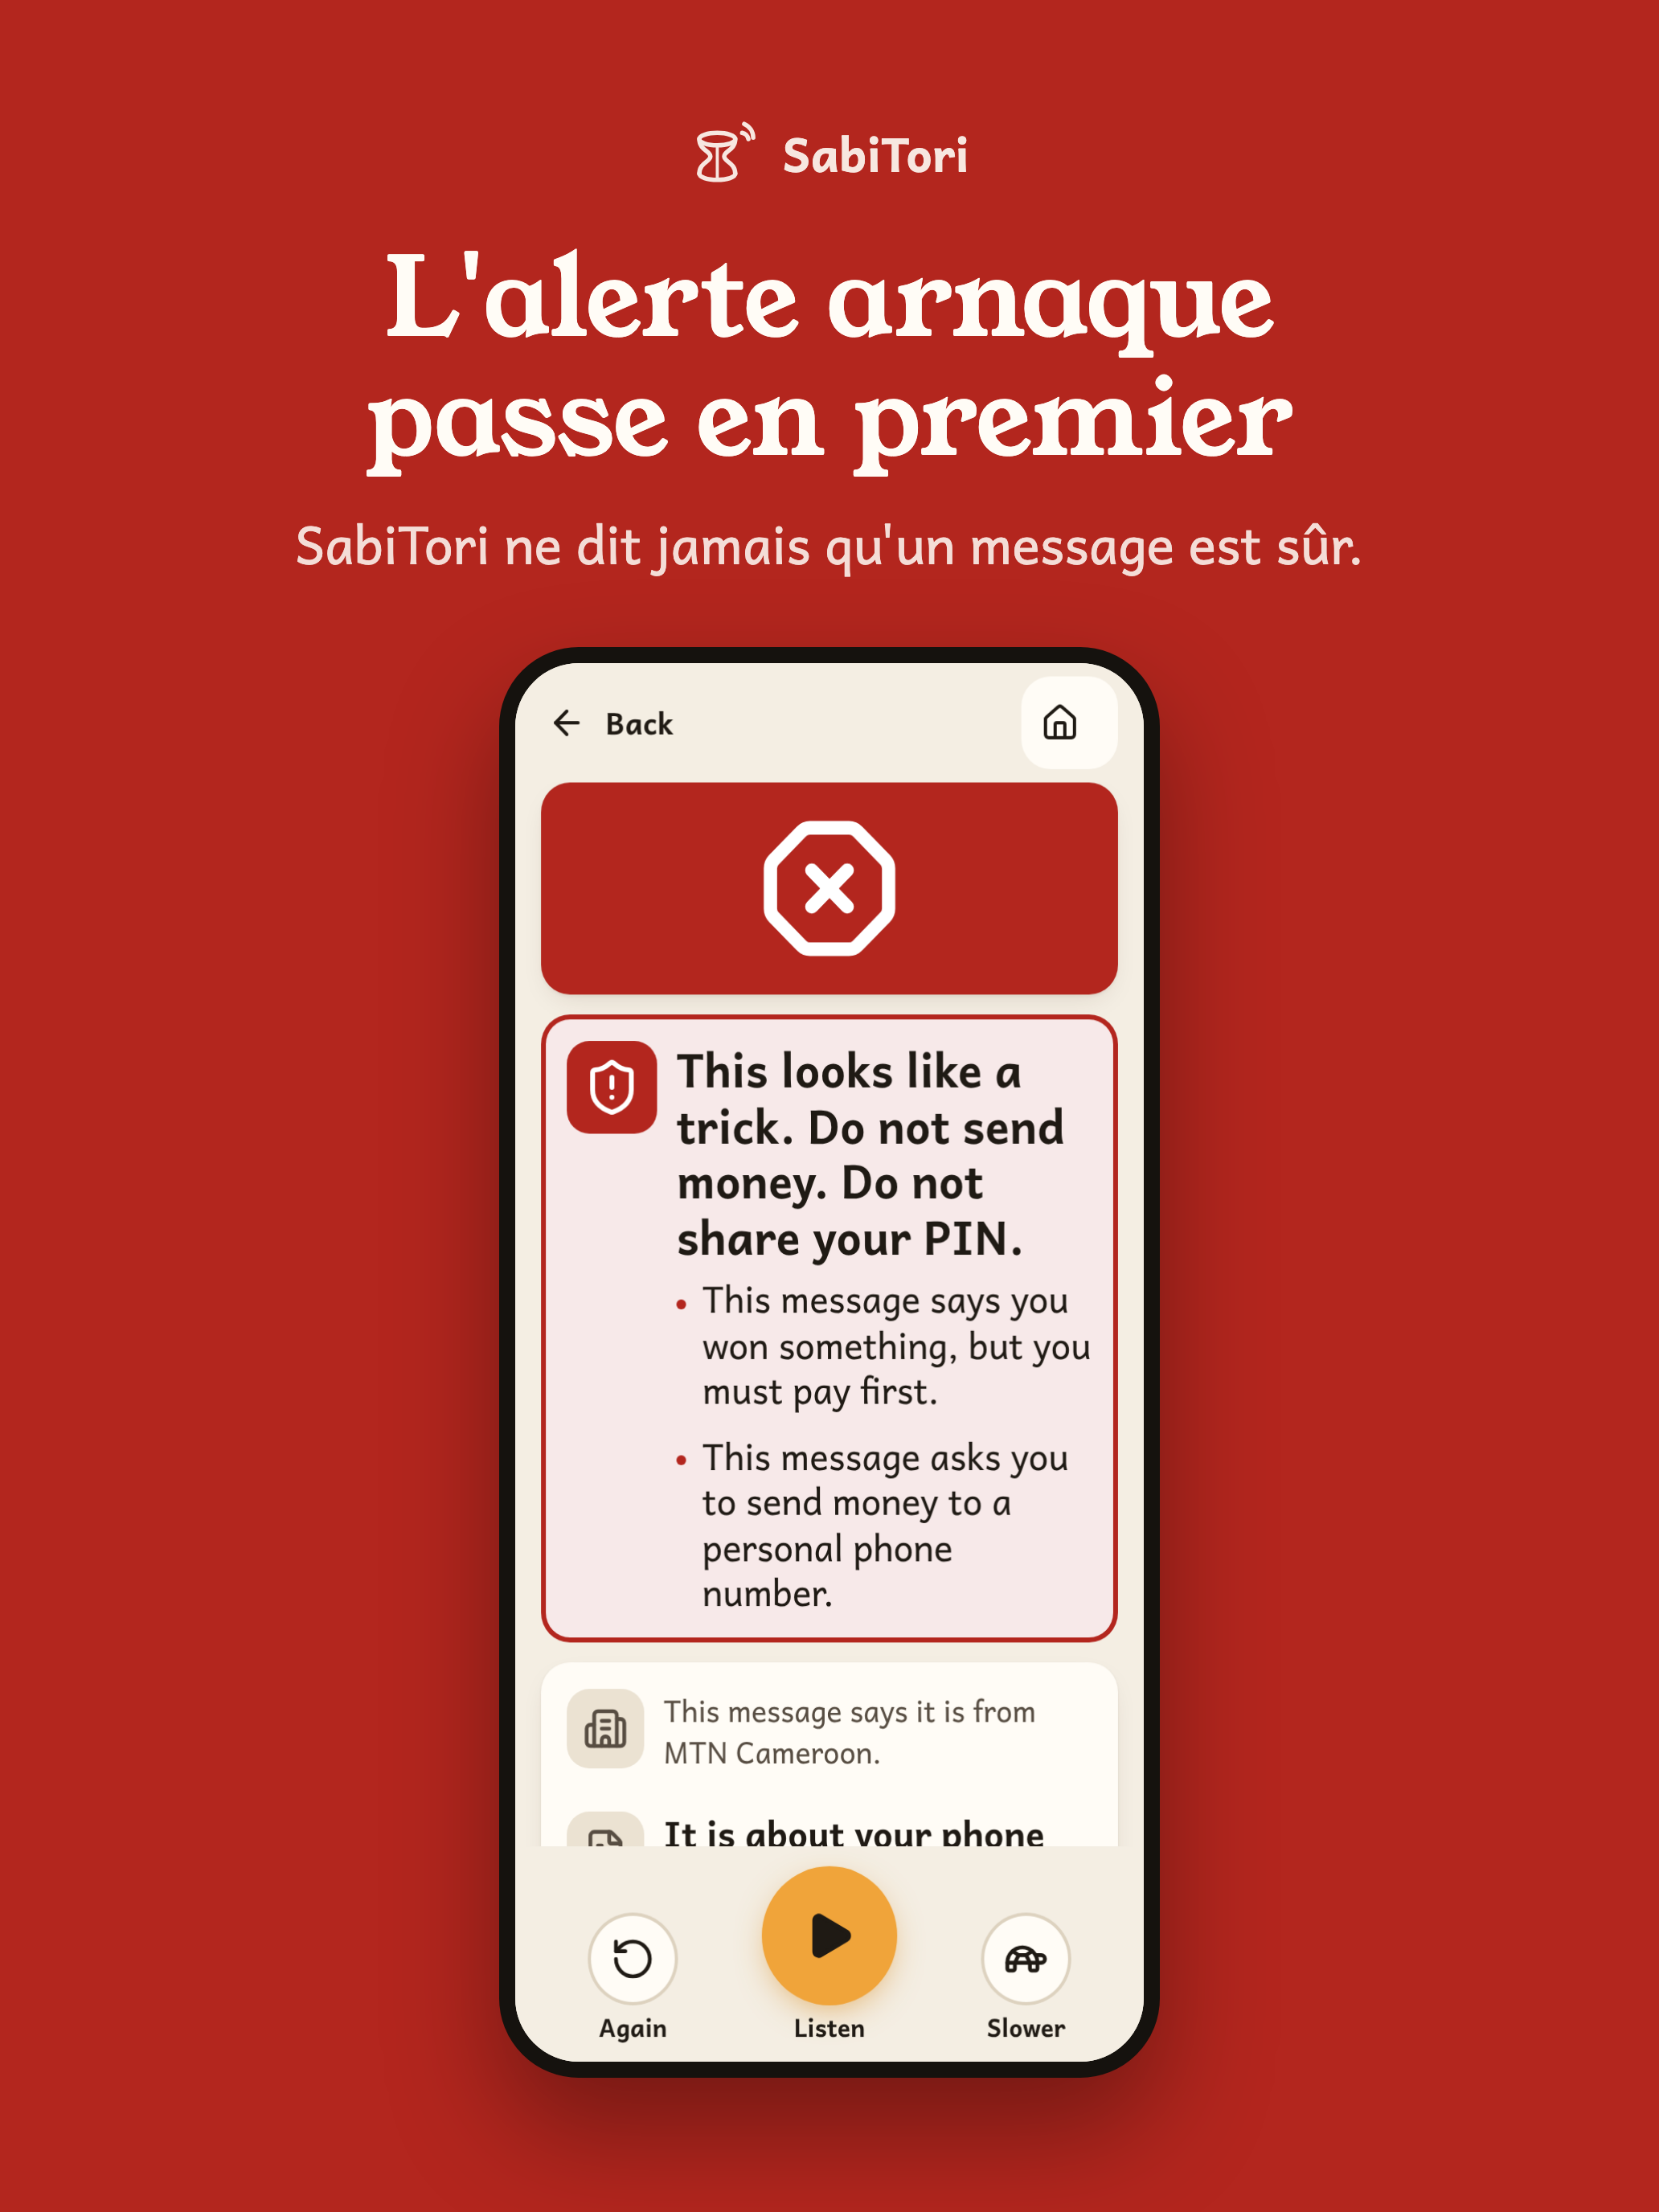 SabiTori
L'alerte arnaque
passe en premier
SabiTori ne dit jamais qu'un message est sûr.
Back
This looks like a
trick. Do not send
money. Do not
share your PIN.
• This message says you
won something, but you
must pay first.
• This message asks you
to send money to a
personal phone
number.
This message says it is from
MTN Cameroon.
It is about your phone
Again
Listen
Slower